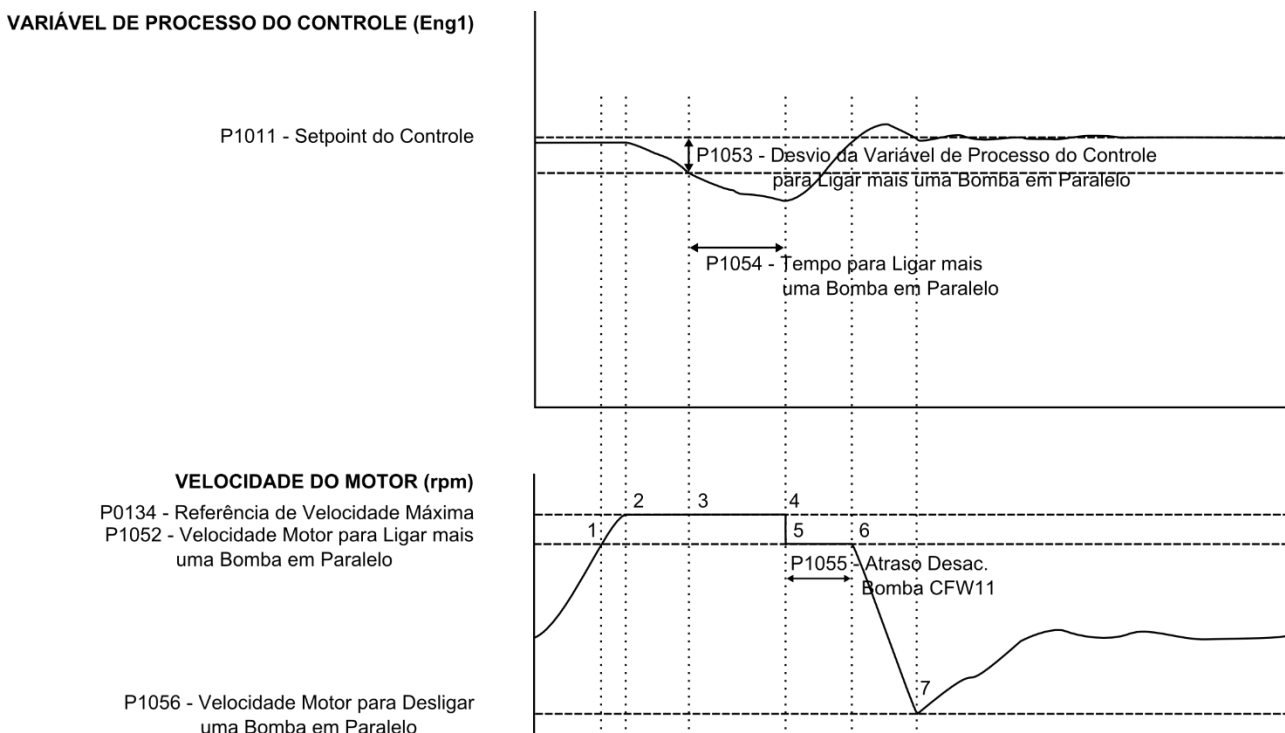 VARIÁVEL DE PROCESSO DO CONTROLE (Eng1)
P1011 - Setpoint do Controle
P1053 - Desvio da Variável de Processo do Controle
para Ligar mais uma Bomba em Paralelo
P1054 - Tempo para Ligar mais
uma Bomba em Paralelo
VELOCIDADE DO MOTOR (rpm)
P0134 - Referência de Velocidade Máxima
P1052 - Velocidade Motor para Ligar mais
uma Bomba em Paralelo
1
2
3
4
5
6
P1055 - Atraso Desac.
Bomba CFW11
7
P1056 - Velocidade Motor para Desligar
uma Bomba em Paralelo